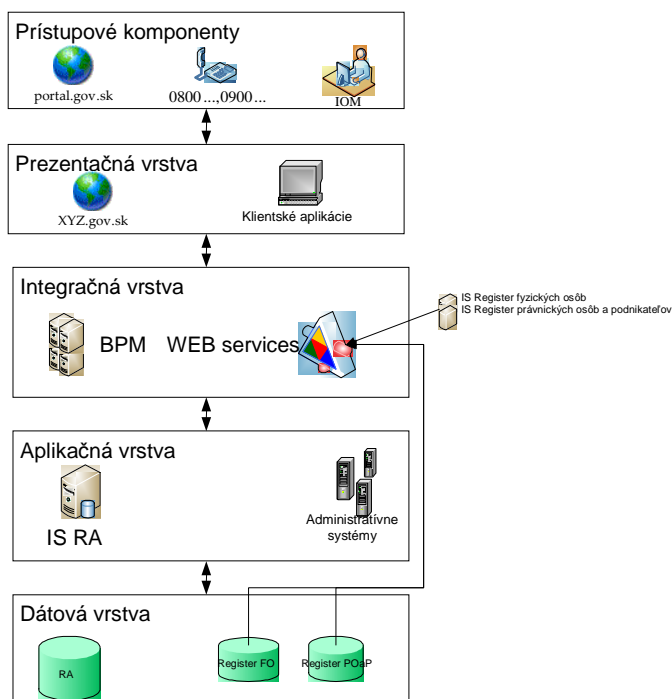 Prístupové komponenty
portal.gov.sk
0800 ...,0900 ...
IOM
Prezentačná vrstva
XYZ.gov.sk
Klientské aplikácie
Integračná vrstva
BPM
WEB services
IS Register fyzických osôb
IS Register právnických osôb a podnikateľov
Aplikačná vrstva
IS RA
Administratívne
systémy
Dátová vrstva
RA
Register FO
Register POaP